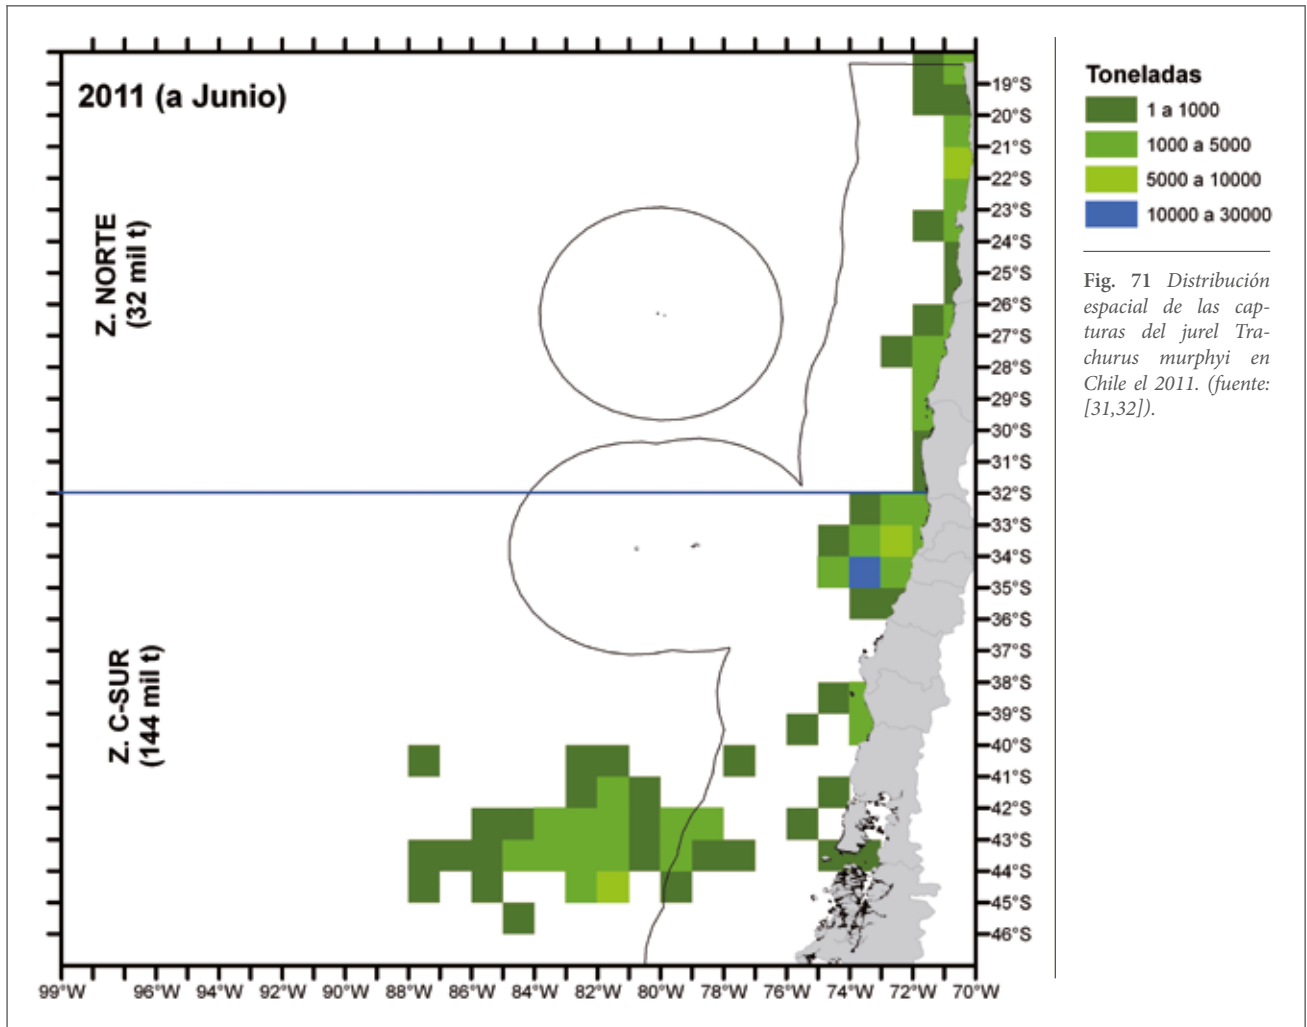 2011 (a Junio)
Z. NORTE
(32 mil t)
Z. C-SUR
(144 mil t)
19°S
20°S
21°S
22°S
23°S
24°S
25°S
26°S
27°S
28°S
29°S
30°S
31°S
32°S
33°S
34°S
35°S
36°S
37°S
38°S
39°S
40°S
41°S
42°S
43°S
44°S
45°S
46°S
99°W 96°W 94°W 92°W 90°W 88°W 86°W 84°W 82°W 80°W 78°W 76°W 74°W 72°W 70°W
Toneladas
1 a 1000
1000 a 5000
5000 a 10000
10000 a 30000
Fig. 71 Distribución
espacial de las cap-
turas del jurel Tra-
churus murphyi en
Chile el 2011. (fuente:
[31,32]).